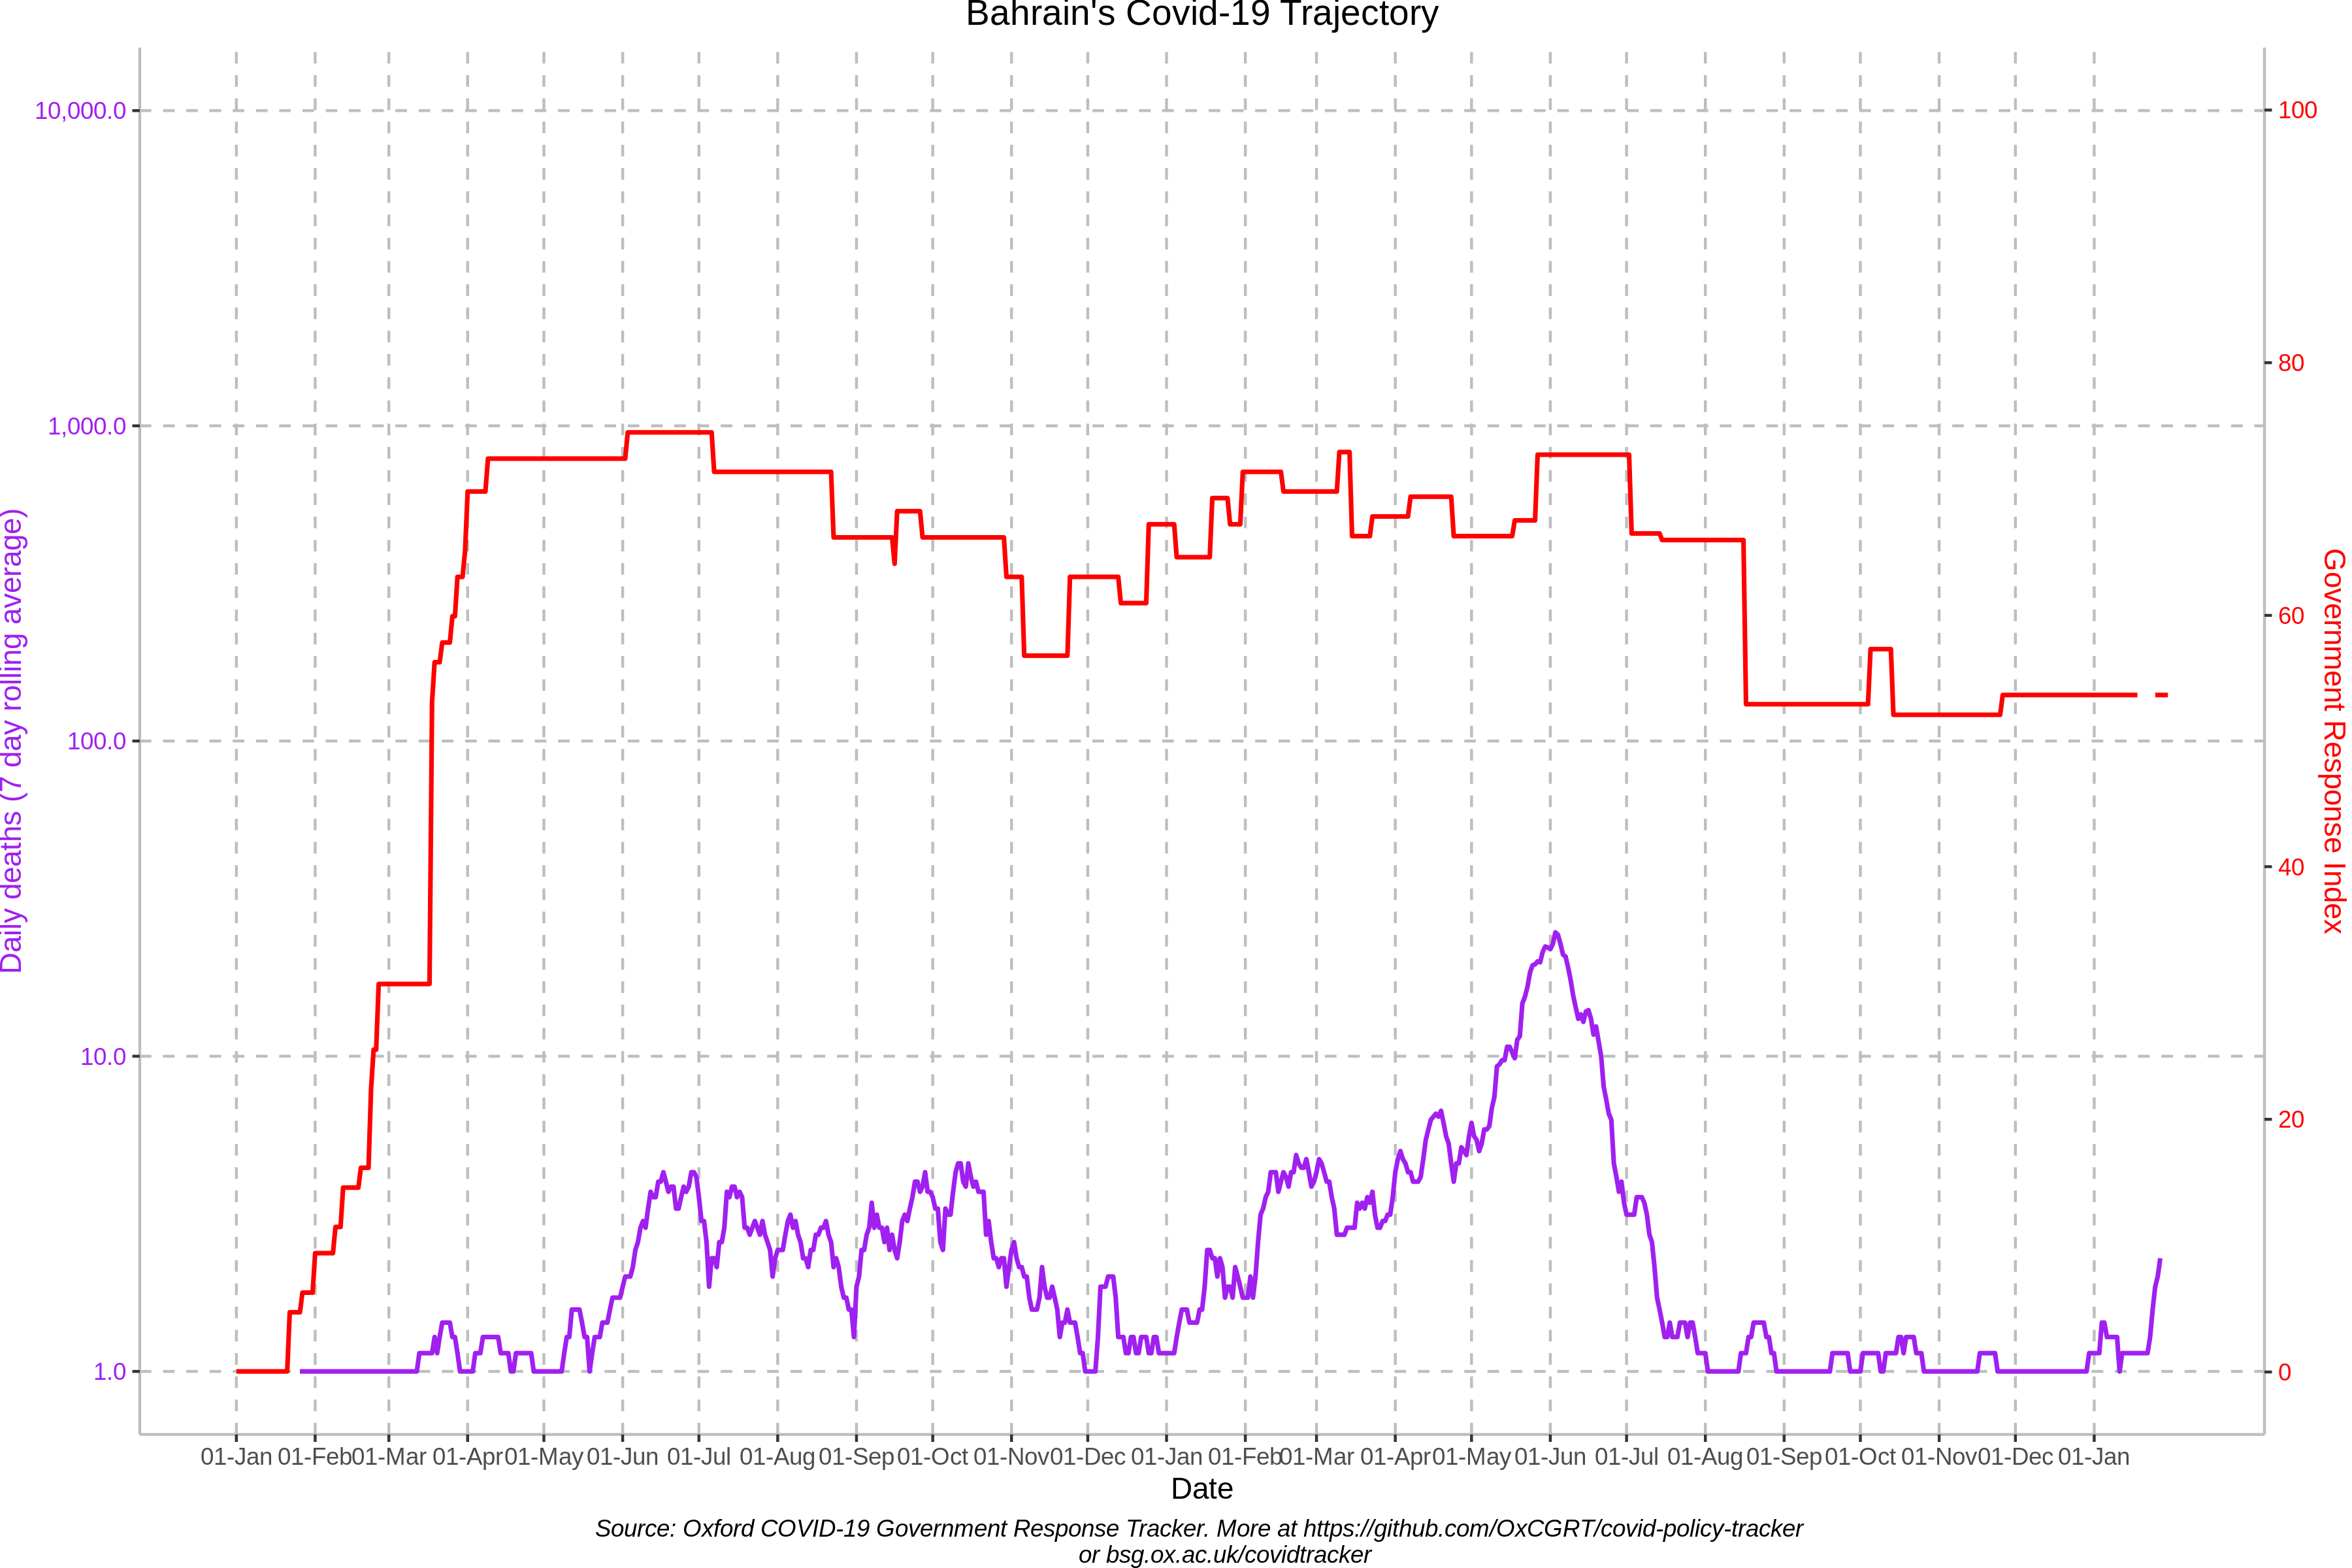 Bahrain's Covid-19 Trajectory
10,000.0
1,000.0
100.0
10.0
1.0
Daily deaths (7 day rolling average)
100
80
60
40
20
0
Government Response Index
01-Jan 01-Feb 01-Mar 01-Apr 01-May 01-Jun 01-Jul 01-Aug 01-Sep 01-Oct 01-Nov 01-Dec 01-Jan 01-Feb 01-Mar 01-Apr 01-May 01-Jun 01-Jul 01-Aug 01-Sep 01-Oct 01-Nov 01-Dec 01-Jan
Date
Source: Oxford COVID-19 Government Response Tracker. More at https://github.com/OxCGRT/covid-policy-tracker
or bsg.ox.ac.uk/covidtracker